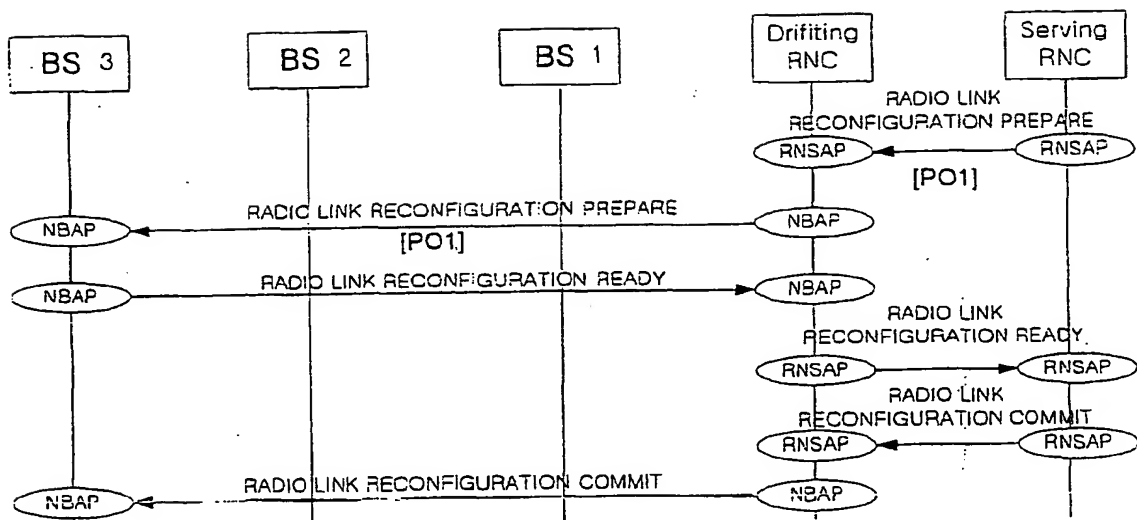 BS 3
BS 2
BS 1
Drifiting
RNC
Serving
RNC
RADIO LINK
RECONFIGURATION PREPARE
RNSAP
RNSAP
[PO1]
RADIO LINK RECONFIGURATION PREPARE
NBAP
NBAP
[PO1]
RADIO LINK RECONFIGURATION READY
NBAP
NBAP
RADIO LINK
RECONFIGURATION READY
RNSAP
RNSAP
RADIO LINK
RECONFIGURATION COMMIT
RNSAP
RNSAP
RADIO LINK RECONFIGURATION COMMIT
NBAP
NBAP